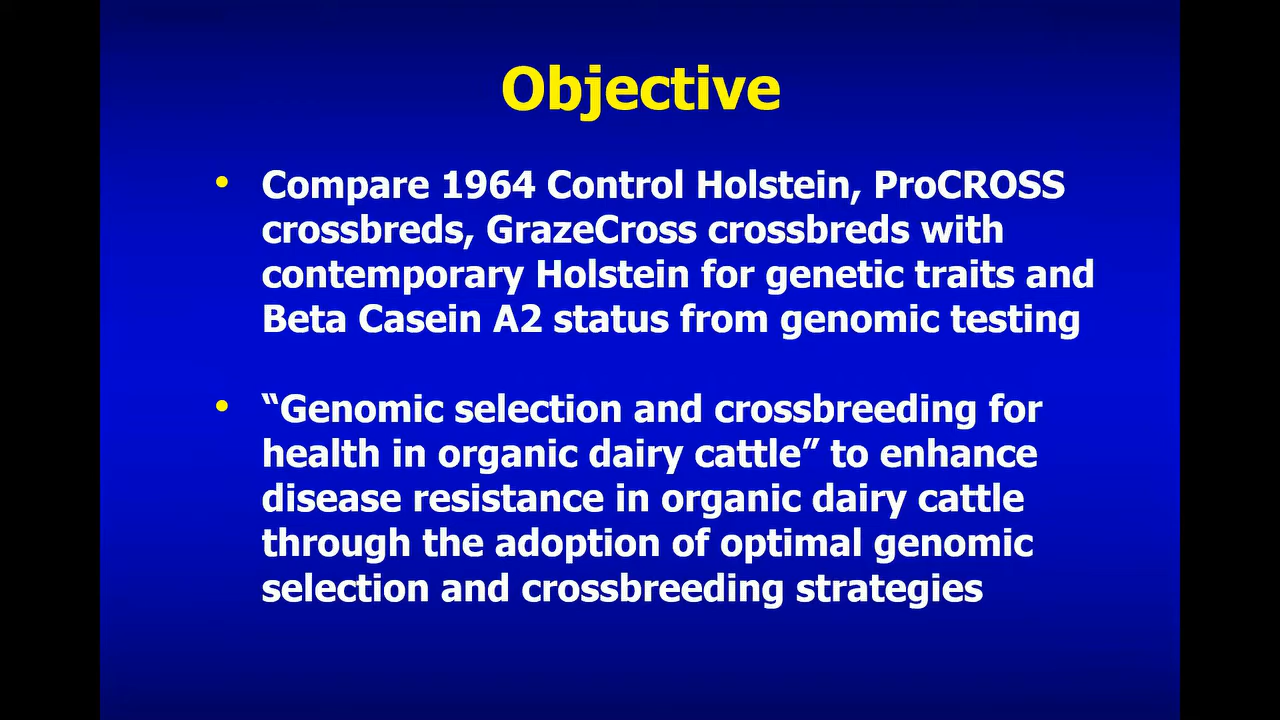 Objective
• Compare 1964 Control Holstein, ProCROSS
crossbreds, GrazeCross crossbreds with
contemporary Holstein for genetic traits and
Beta Casein A2 status from genomic testing
• “Genomic selection and crossbreeding for
health in organic dairy cattle” to enhance
disease resistance in organic dairy cattle
through the adoption of optimal genomic
selection and crossbreeding strategies